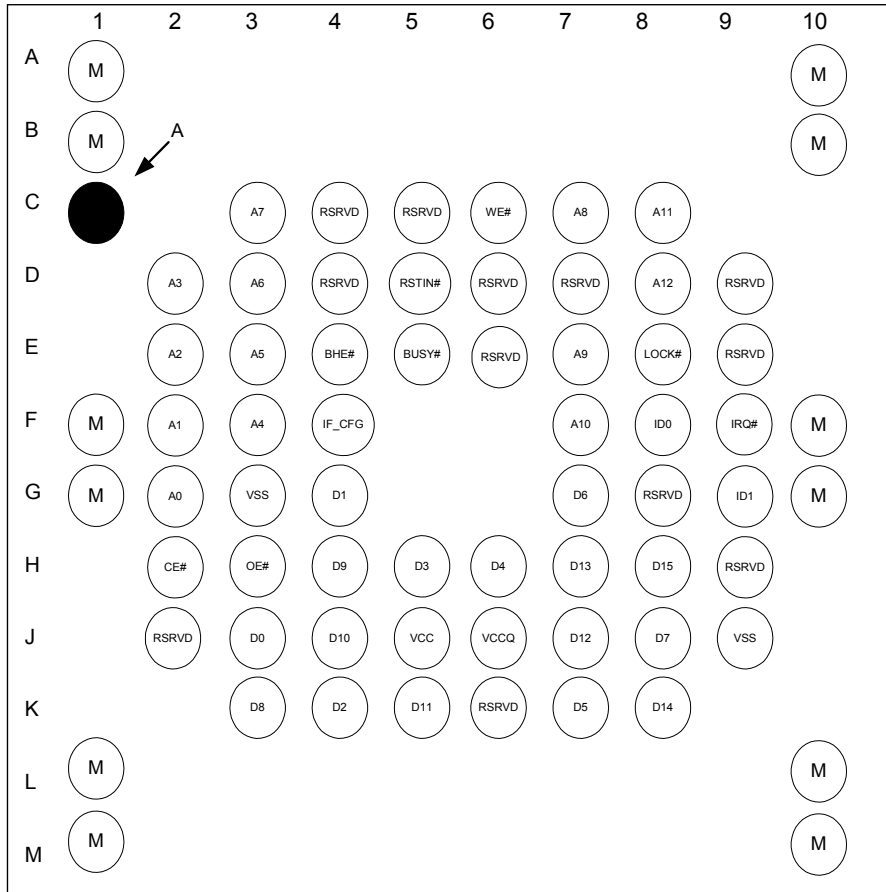 1 2 3 4 5 6 7 8 9 10
A M M
B M M
A
C A7 RSRVD RSRVD WE# A8 A11
D A3 A6 RSRVD RSTIN# RSRVD RSRVD A12 RSRVD
E A2 A5 BHE# BUSY# RSRVD A9 LOCK# RSRVD
F M A1 A4 IF_CFG A10 ID0 IRQ# M
G M A0 VSS D1 D6 RSRVD ID1 M
H CE# OE# D9 D3 D4 D13 D15 RSRVD
J RSRVD D0 D10 VCC VCCQ D12 D7 VSS
K D8 D2 D11 RSRVD D5 D14
L M M
M M M